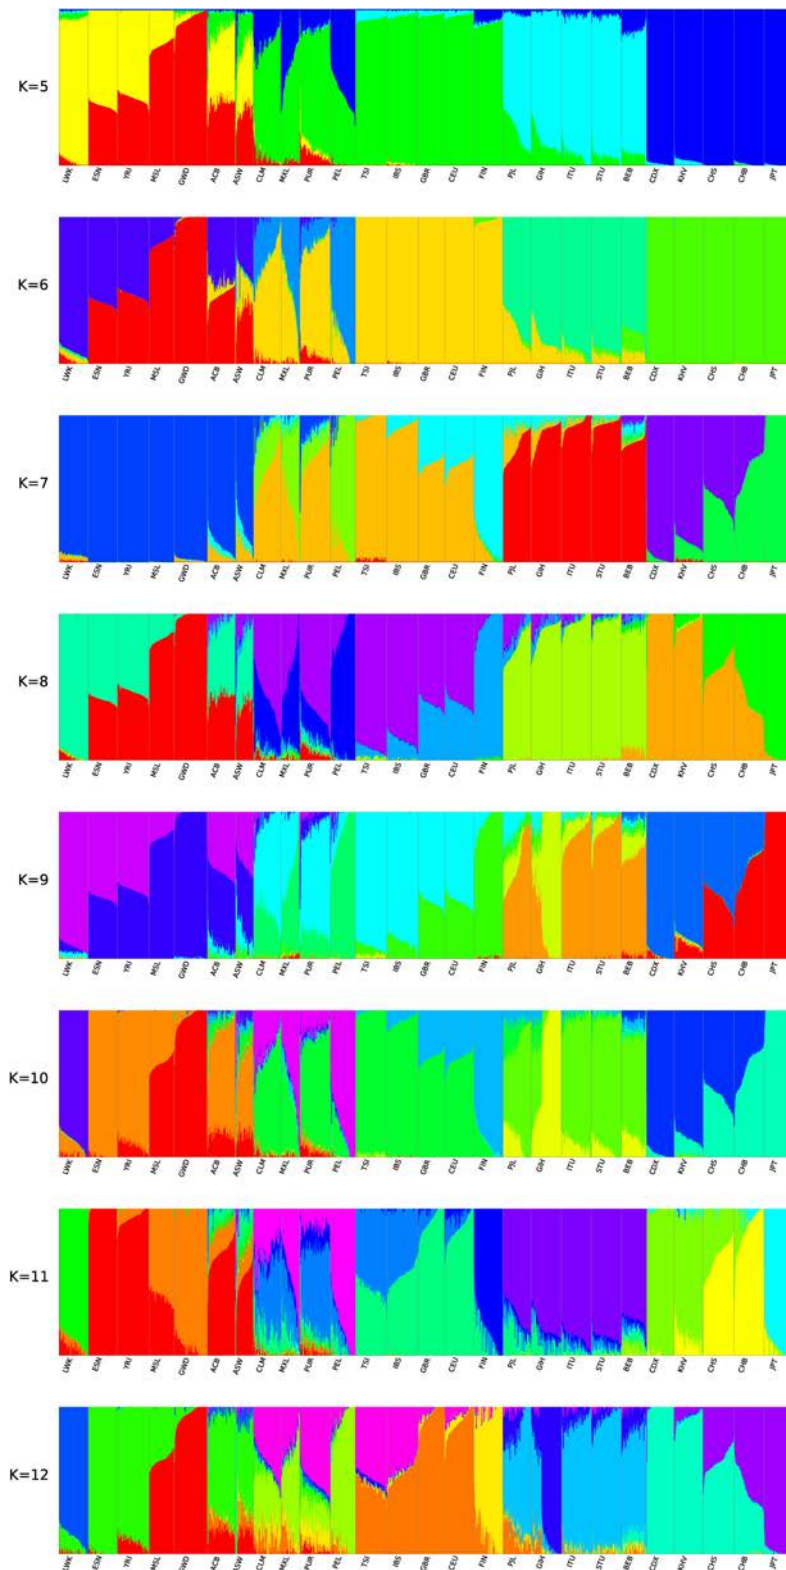 K=5
LWK ESN YRI MSL GWD ACB ASW CLM MXL PUR PEL TSI IBS GBR CEU FIN PJL GIH ITU STU BEB CDX KHV CHS CHB JPT
K=6
LWK ESN YRI MSL GWD ACB ASW CLM MXL PUR PEL TSI IBS GBR CEU FIN PJL GIH ITU STU BEB CDX KHV CHS CHB JPT
K=7
LWK ESN YRI MSL GWD ACB ASW CLM MXL PUR PEL TSI IBS GBR CEU FIN PJL GIH ITU STU BEB CDX KHV CHS CHB JPT
K=8
LWK ESN YRI MSL GWD ACB ASW CLM MXL PUR PEL TSI IBS GBR CEU FIN PJL GIH ITU STU BEB CDX KHV CHS CHB JPT
K=9
LWK ESN YRI MSL GWD ACB ASW CLM MXL PUR PEL TSI IBS GBR CEU FIN PJL GIH ITU STU BEB CDX KHV CHS CHB JPT
K=10
LWK ESN YRI MSL GWD ACB ASW CLM MXL PUR PEL TSI IBS GBR CEU FIN PJL GIH ITU STU BEB CDX KHV CHS CHB JPT
K=11
LWK ESN YRI MSL GWD ACB ASW CLM MXL PUR PEL TSI IBS GBR CEU FIN PJL GIH ITU STU BEB CDX KHV CHS CHB JPT
K=12
LWK ESN YRI MSL GWD ACB ASW CLM MXL PUR PEL TSI IBS GBR CEU FIN PJL GIH ITU STU BEB CDX KHV CHS CHB JPT